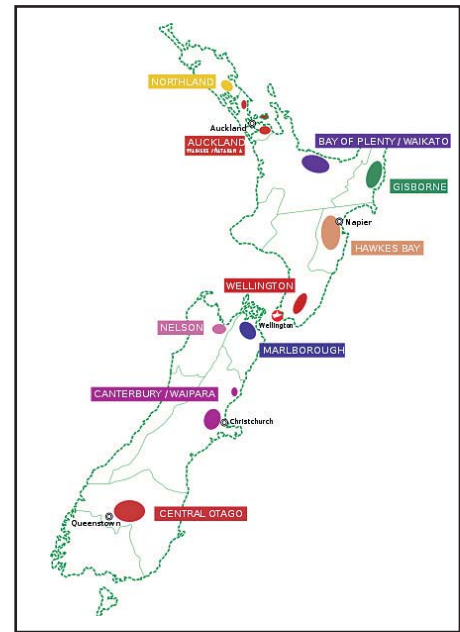 NORTHLAND
Auckland
AUCKLAND
BAY OF PLENTY / WAIKATO
GISBORNE
Napier
HAWKES BAY
WELLINGTON
Wellington
NELSON
MARLBOROUGH
CANTERBURY / WAIPARA
Christchurch
CENTRAL OTAGO
Queenstown